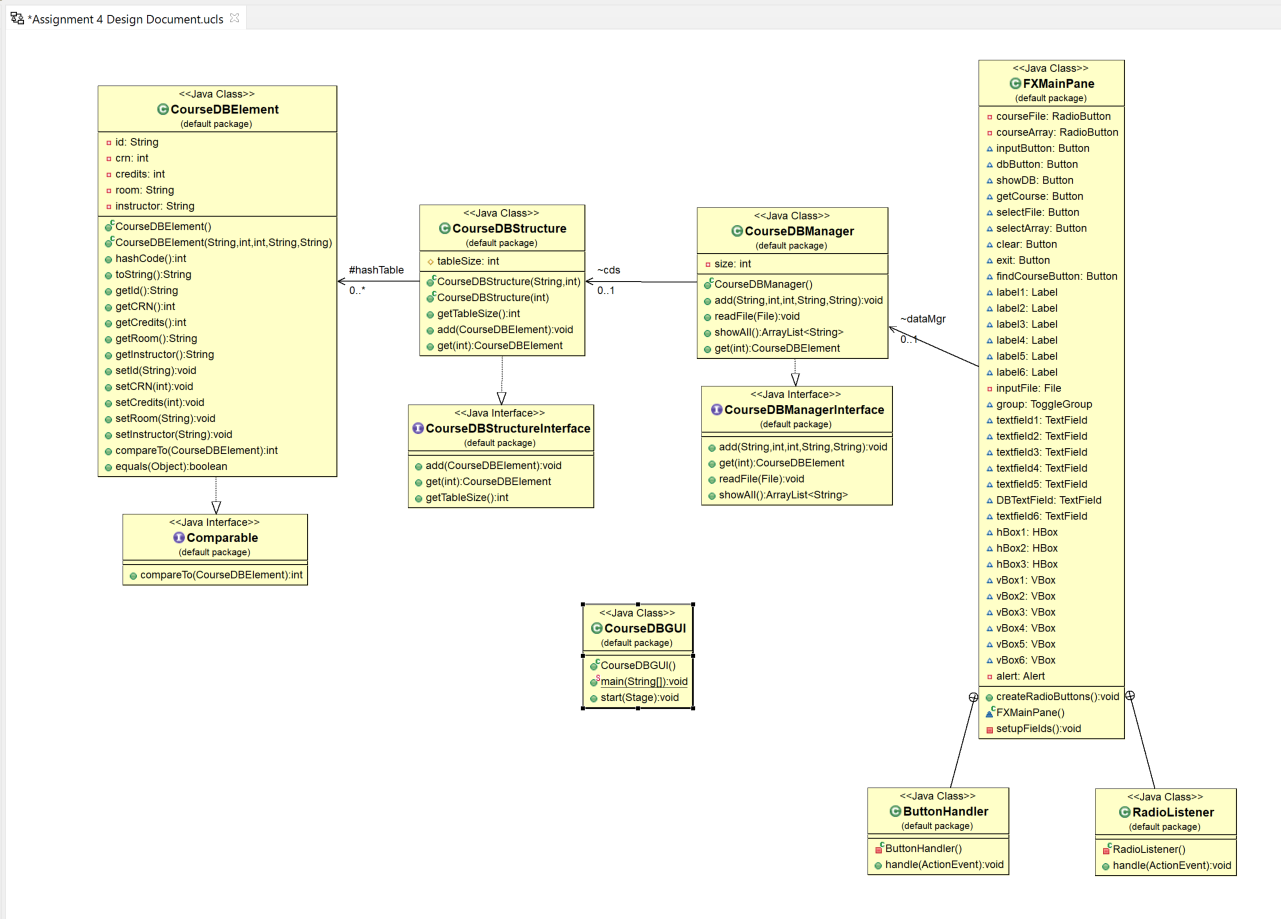 *Assignment 4 Design Document.ucls
<<Java Class>>
CourseDBElement
(default package)
id: String
crn: int
credits: int
room: String
instructor: String
CourseDBElement()
CourseDBElement(String,int,int,String,String)
hashCode():int
toString():String
getId():String
getCRN():int
getCredits():int
getRoom():String
getInstructor():String
setId(String):void
setCRN(int):void
setCredits(int):void
setRoom(String):void
setInstructor(String):void
compareTo(CourseDBElement):int
equals(Object):boolean
<<Java Interface>>
Comparable
(default package)
compareTo(CourseDBElement):int
#hashTable
0..*
<<Java Class>>
CourseDBStructure
(default package)
tableSize: int
CourseDBStructure(String,int)
CourseDBStructure(int)
getTableSize():int
add(CourseDBElement):void
get(int):CourseDBElement
<<Java Interface>>
CourseDBStructureInterface
(default package)
add(CourseDBElement):void
get(int):CourseDBElement
getTableSize():int
~cds
0..1
<<Java Class>>
CourseDBManager
(default package)
size: int
CourseDBManager()
add(String,int,int,String,String):void
readFile(File):void
showAll():ArrayList<String>
get(int):CourseDBElement
<<Java Interface>>
CourseDBManagerInterface
(default package)
add(String,int,int,String,String):void
get(int):CourseDBElement
readFile(File):void
showAll():ArrayList<String>
~dataMgr
0..1
<<Java Class>>
CourseDBGUI
(default package)
CourseDBGUI()
main(String[]):void
start(Stage):void
<<Java Class>>
FXMainPane
(default package)
courseFile: RadioButton
courseArray: RadioButton
inputButton: Button
dbButton: Button
showDB: Button
getCourse: Button
selectFile: Button
selectArray: Button
clear: Button
exit: Button
findCourseButton: Button
label1: Label
label2: Label
label3: Label
label4: Label
label5: Label
label6: Label
inputFile: File
group: ToggleGroup
textfield1: TextField
textfield2: TextField
textfield3: TextField
textfield4: TextField
textfield5: TextField
DBTextField: TextField
textfield6: TextField
hBox1: HBox
hBox2: HBox
hBox3: HBox
vBox1: VBox
vBox2: VBox
vBox3: VBox
vBox4: VBox
vBox5: VBox
vBox6: VBox
alert: Alert
createRadioButtons():void
FXMainPane()
setupFields():void
<<Java Class>>
ButtonHandler
(default package)
ButtonHandler()
handle(ActionEvent):void
<<Java Class>>
RadioListener
(default package)
RadioListener()
handle(ActionEvent):void